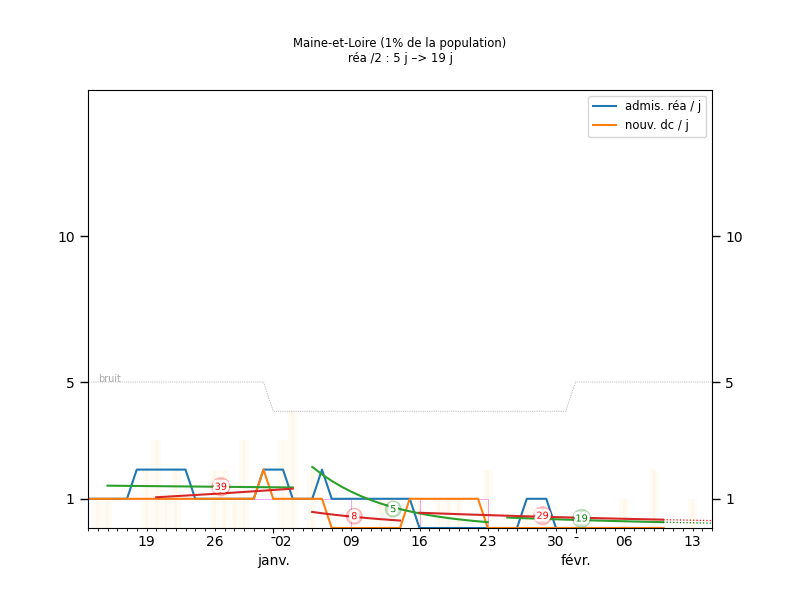 Maine-et-Loire (1% de la population)
réa /2 : 5 j –> 19 j
admis. réa / j
nouv. dc / j
10 10
5 bruit 5
39
1 1
5
8 29 19
19 26 02 09 16 23 30 06 13
janv. févr.